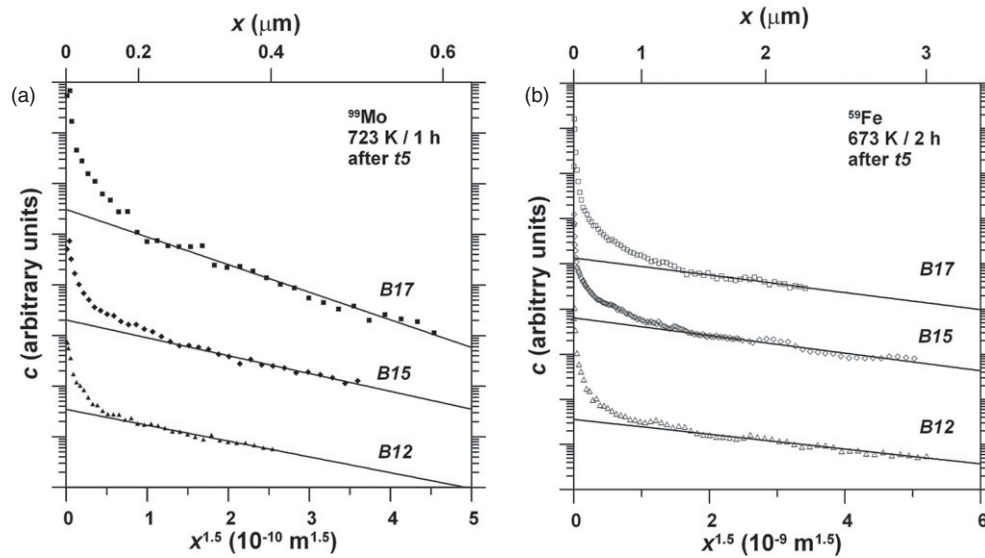 x (μm)
0 0.2 0.4 0.6
(a)
⁹⁹Mo
723 K / 1 h
after t5
c (arbitrary units)
B17
B15
B12
0 1 2 3 4 5
x¹·⁵ (10⁻¹⁰ m¹·⁵)
x (μm)
0 1 2 3
(b)
⁵⁹Fe
673 K / 2 h
after t5
c (arbitrry units)
B17
B15
B12
0 2 4 6
x¹·⁵ (10⁻⁹ m¹·⁵)